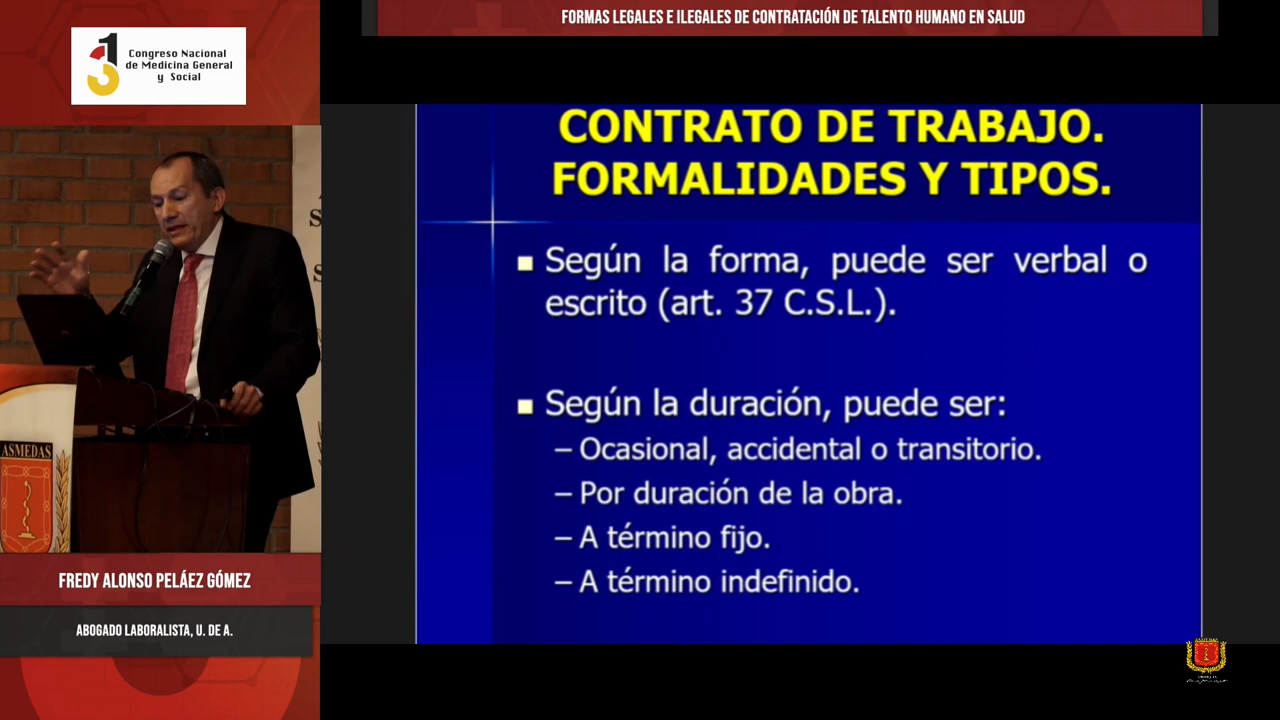 FORMAS LEGALES E ILEGALES DE CONTRATACIÓN DE TALENTO HUMANO EN SALUD
13
Congreso Nacional
de Medicina General
y Social
CONTRATO DE TRABAJO.
FORMALIDADES Y TIPOS.
Según la forma, puede ser verbal o
escrito (art. 37 C.S.L.).
Según la duración, puede ser:
– Ocasional, accidental o transitorio.
– Por duración de la obra.
– A término fijo.
– A término indefinido.
ASMEDAS
FREDY ALONSO PELÁEZ GÓMEZ
ABOGADO LABORALISTA, U. DE A.